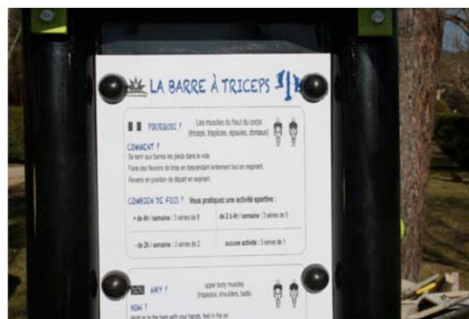 LA BARRE À TRICEPS
POURQUOI ?
Les muscles du haut du corps
(triceps, trapèzes, épaules, dorsaux)
COMMENT ?
Se tenir aux barres les pieds dans le vide.
Faire des flexions de bras en descendant lentement tout en inspirant.
Revenir en position de départ en expirant.
COMBIEN DE FOIS ? Vous pratiquez une activité sportive :
+ de 4h / semaine : 3 séries de 8
de 2 à 4h / semaine : 3 séries de 5
- de 2h / semaine : 3 séries de 2
aucune activité : 3 séries de 1
WHY ?
upper body muscles
(trapezius, shoulders, back)
HOW ?